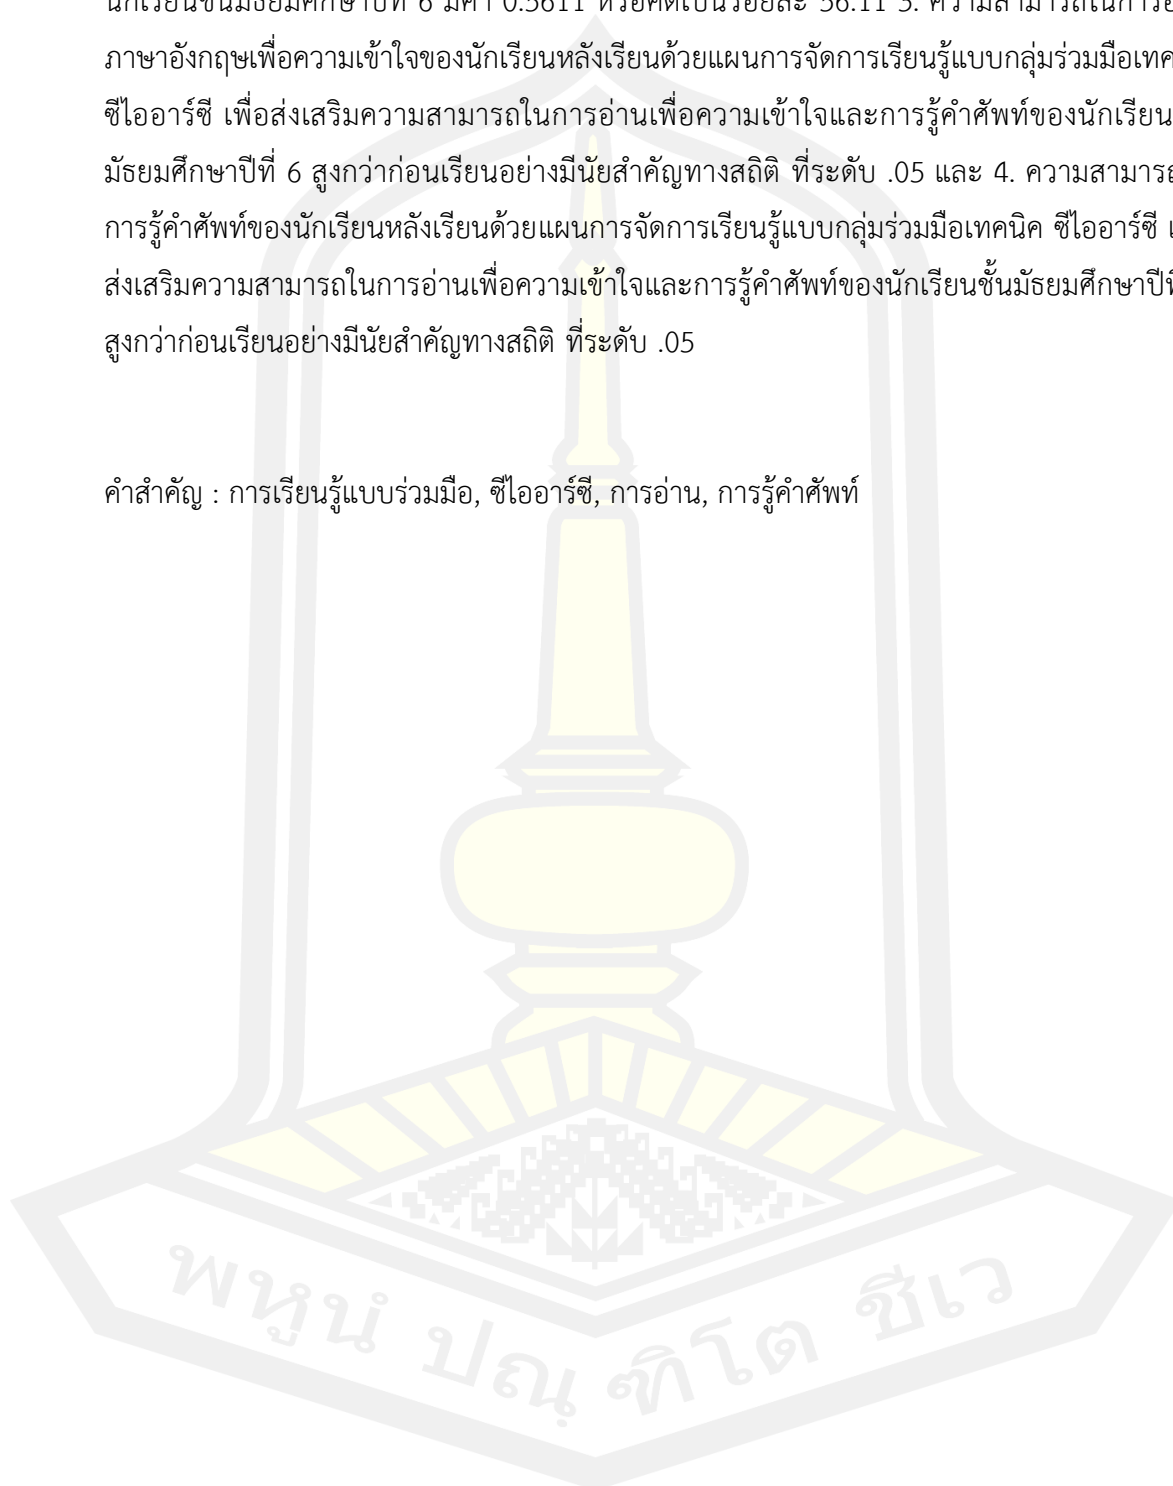 นักเรียนชั้นมัธยมศึกษาปีที่ 6 มีค่า 0.5611 หรือคิดเป็นร้อยละ 56.11 3. ความสามารถในการ
ภาษาอังกฤษเพื่อความเข้าใจของนักเรียนหลังเรียนด้วยแผนการจัดการเรียนรู้แบบกลุ่มร่วมมือ
ซีไออาร์ซี เพื่อส่งเสริมความสามารถในการอ่านเพื่อความเข้าใจและการรู้คำศัพท์ของนักเรียน
มัธยมศึกษาปีที่ 6 สูงกว่าก่อนเรียนอย่างมีนัยสำคัญทางสถิติ ที่ระดับ .05 และ 4. ความสามาร
การรู้คำศัพท์ของนักเรียนหลังเรียนด้วยแผนการจัดการเรียนรู้แบบกลุ่มร่วมมือเทคนิค ซีไออาร์ซี
ส่งเสริมความสามารถในการอ่านเพื่อความเข้าใจและการรู้คำศัพท์ของนักเรียนชั้นมัธยมศึกษา
สูงกว่าก่อนเรียนอย่างมีนัยสำคัญทางสถิติ ที่ระดับ .05
คำสำคัญ : การเรียนรู้แบบร่วมมือ, ซีไออาร์ซี, การอ่าน, การรู้คำศัพท์
พหูนํ ปณฺฑิโต ชีเว